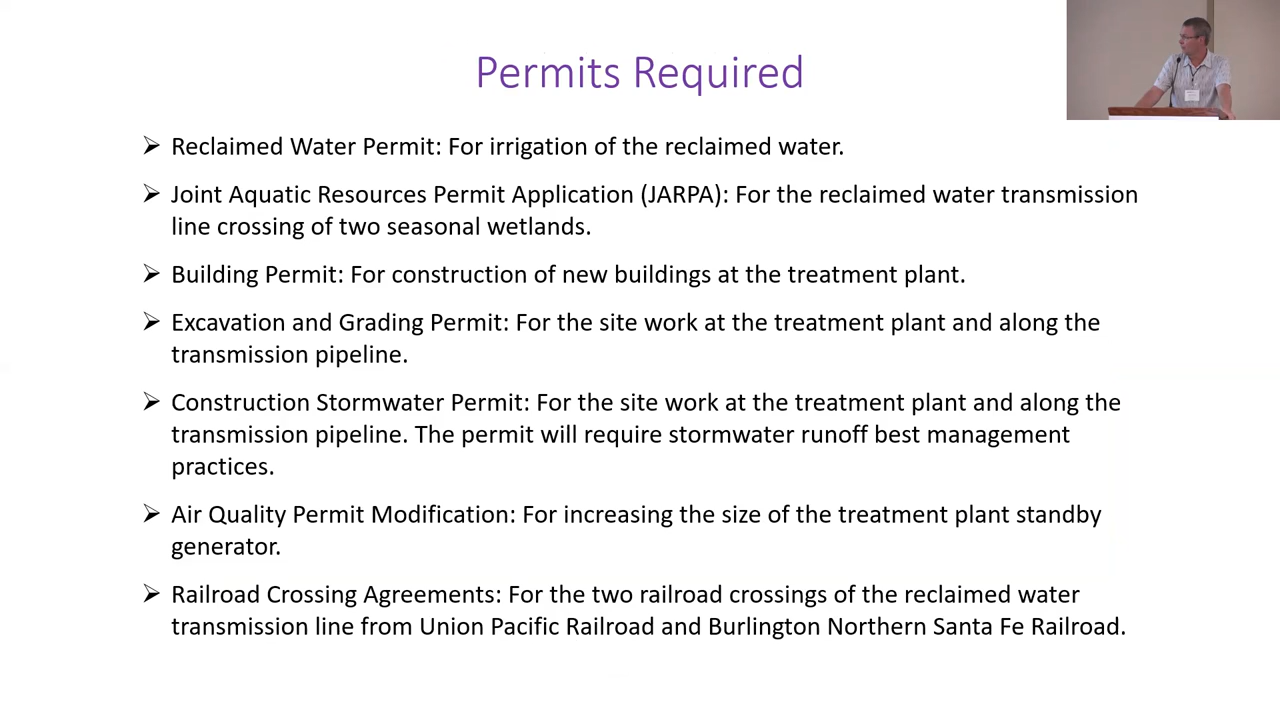 Permits Required
➢ Reclaimed Water Permit: For irrigation of the reclaimed water.
➢ Joint Aquatic Resources Permit Application (JARPA): For the reclaimed water transmission
line crossing of two seasonal wetlands.
➢ Building Permit: For construction of new buildings at the treatment plant.
➢ Excavation and Grading Permit: For the site work at the treatment plant and along the
transmission pipeline.
➢ Construction Stormwater Permit: For the site work at the treatment plant and along the
transmission pipeline. The permit will require stormwater runoff best management
practices.
➢ Air Quality Permit Modification: For increasing the size of the treatment plant standby
generator.
➢ Railroad Crossing Agreements: For the two railroad crossings of the reclaimed water
transmission line from Union Pacific Railroad and Burlington Northern Santa Fe Railroad.